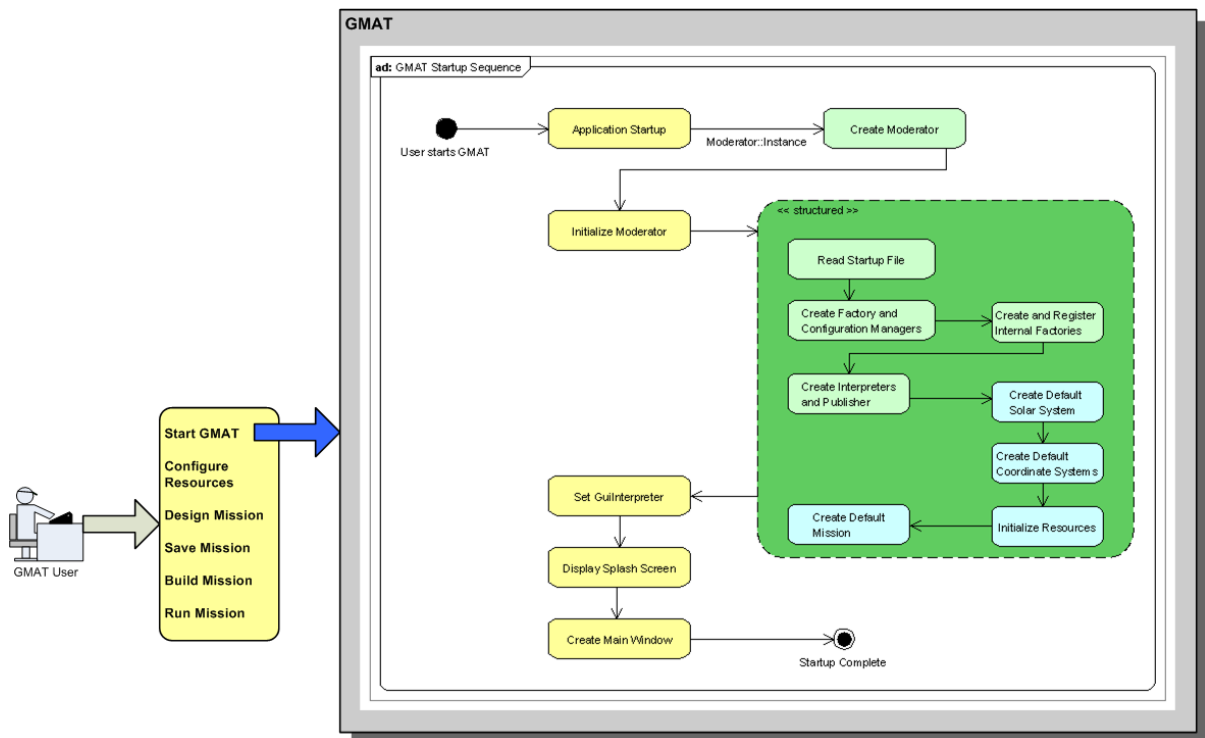 GMAT
ad: GMAT Startup Sequence
User starts GMAT
Application Startup
Moderator::Instance
Create Moderator
Initialize Moderator
<< structured >>
Read Startup File
Create Factory and
Configuration Managers
Create and Register
Internal Factories
Create Interpreters
and Publisher
Create Default
Solar System
Create Default
Coordinate Systems
Initialize Resources
Create Default
Mission
Set GuiInterpreter
Display Splash Screen
Create Main Window
Startup Complete
Start GMAT
Configure
Resources
Design Mission
Save Mission
Build Mission
Run Mission
GMAT User